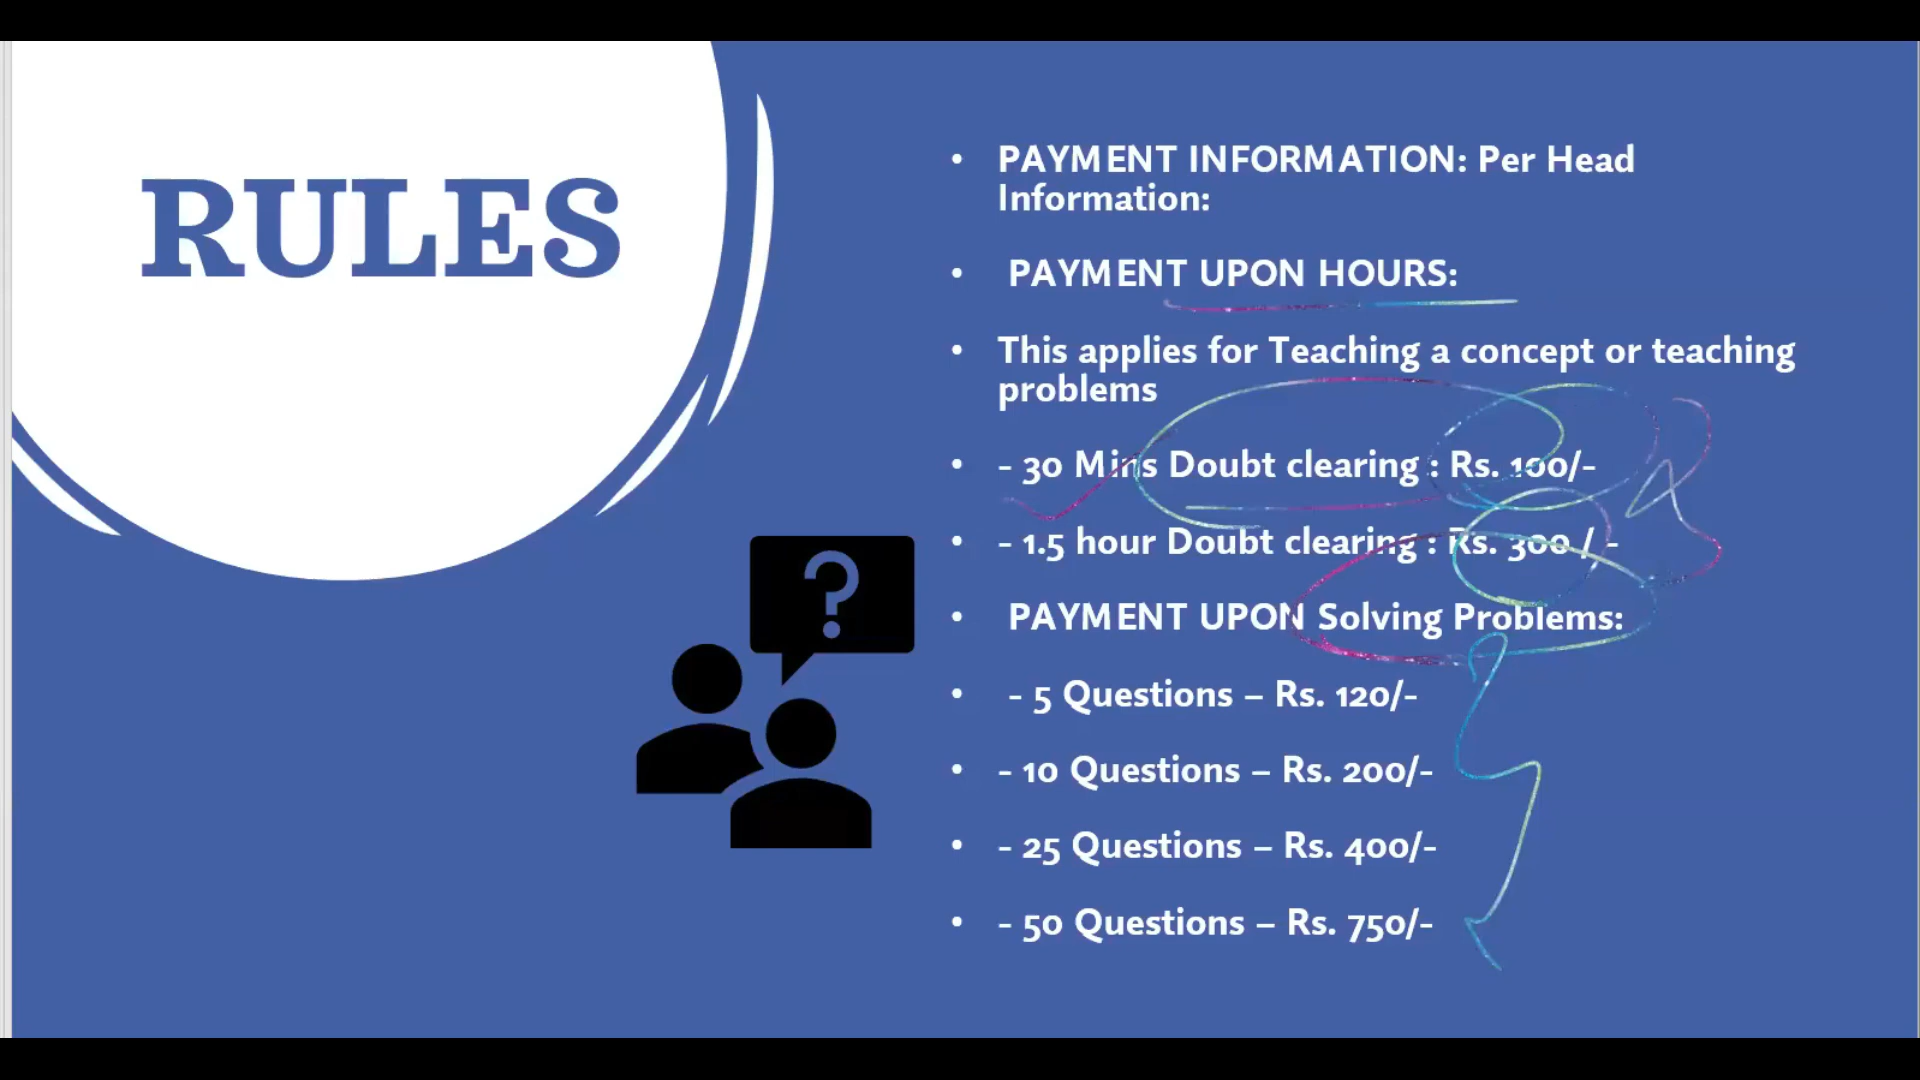 RULES
• PAYMENT INFORMATION: Per Head
Information:
• PAYMENT UPON HOURS:
• This applies for Teaching a concept or teaching
problems
• - 30 Mins Doubt clearing : Rs. 100/-
• - 1.5 hour Doubt clearing : Rs. 300 / -
• PAYMENT UPON Solving Problems:
• - 5 Questions – Rs. 120/-
• - 10 Questions – Rs. 200/-
• - 25 Questions – Rs. 400/-
• - 50 Questions – Rs. 750/-
?